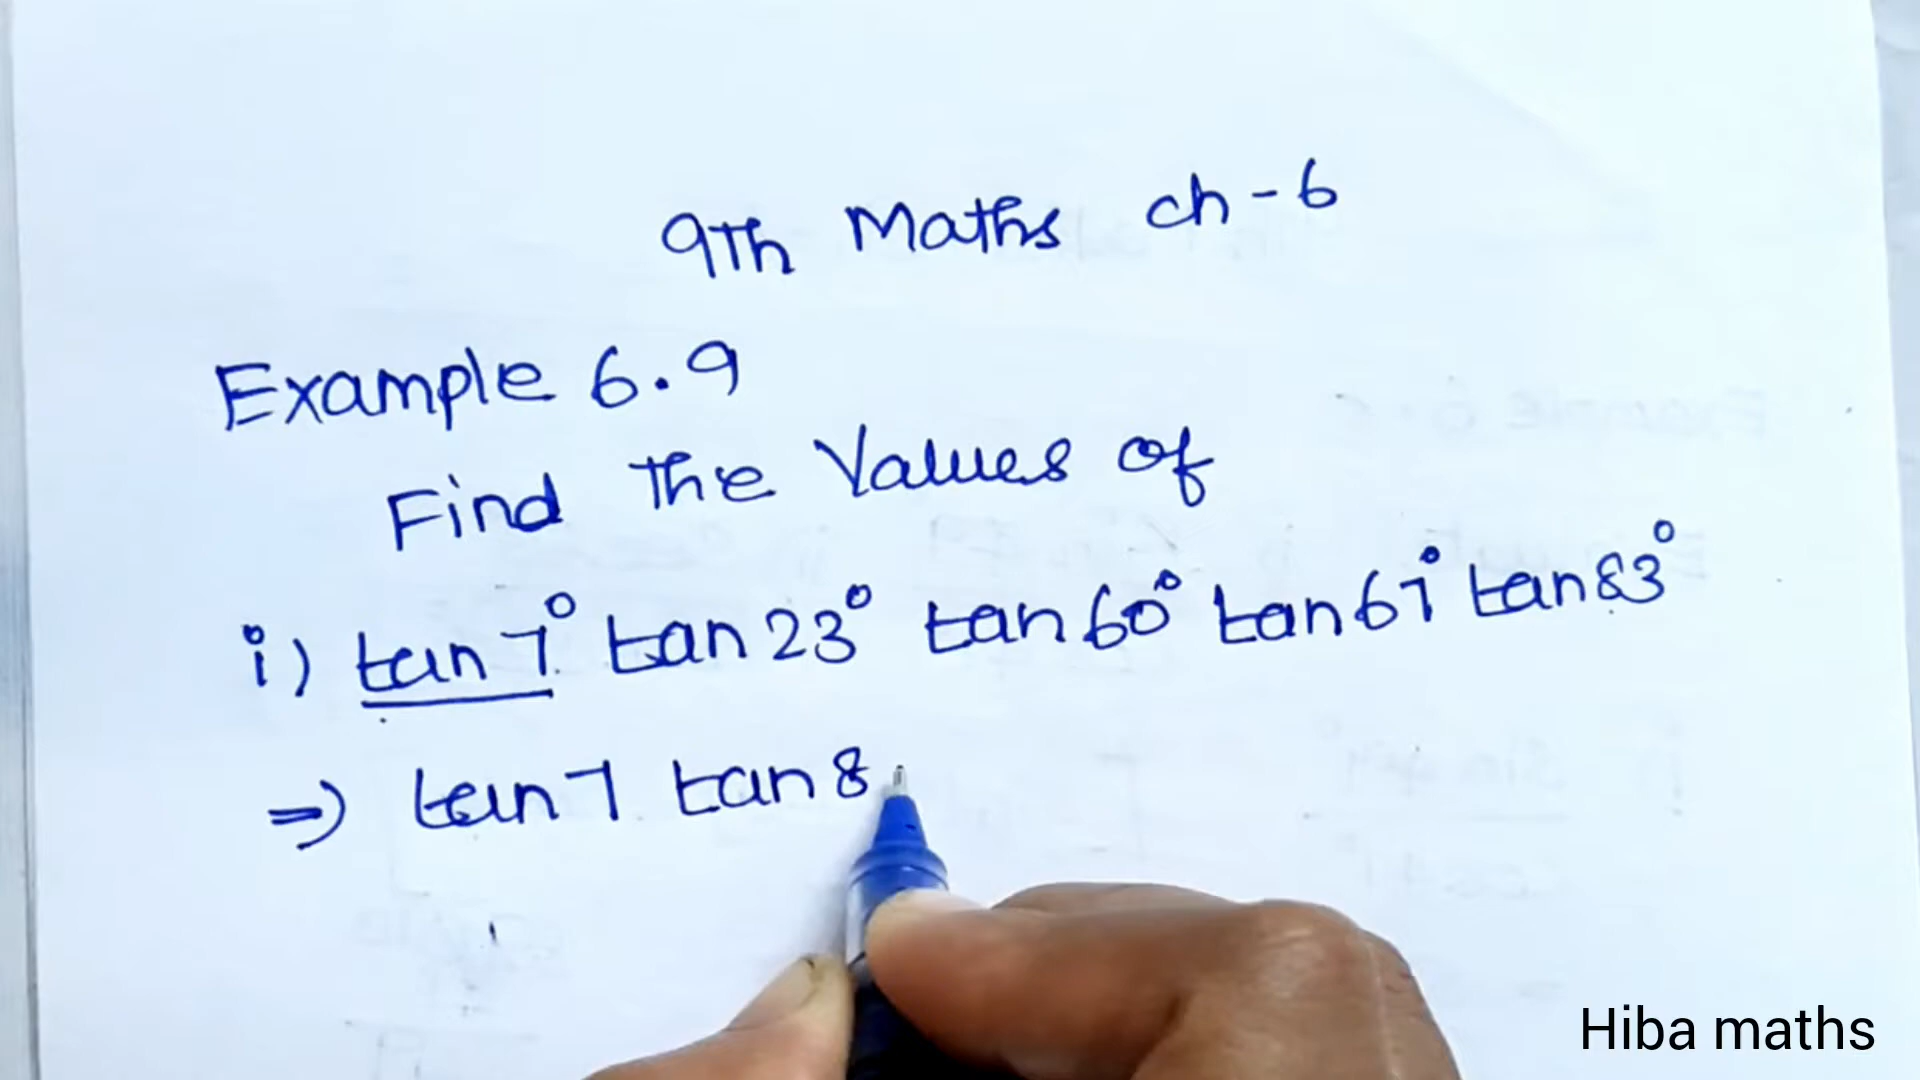 9Th Maths ch-6
Example 6.9
Find The Values of
i) tan 7° tan 23° tan 60° tan 67° tan 83°
⇒ tan 7 tan 8
Hiba maths